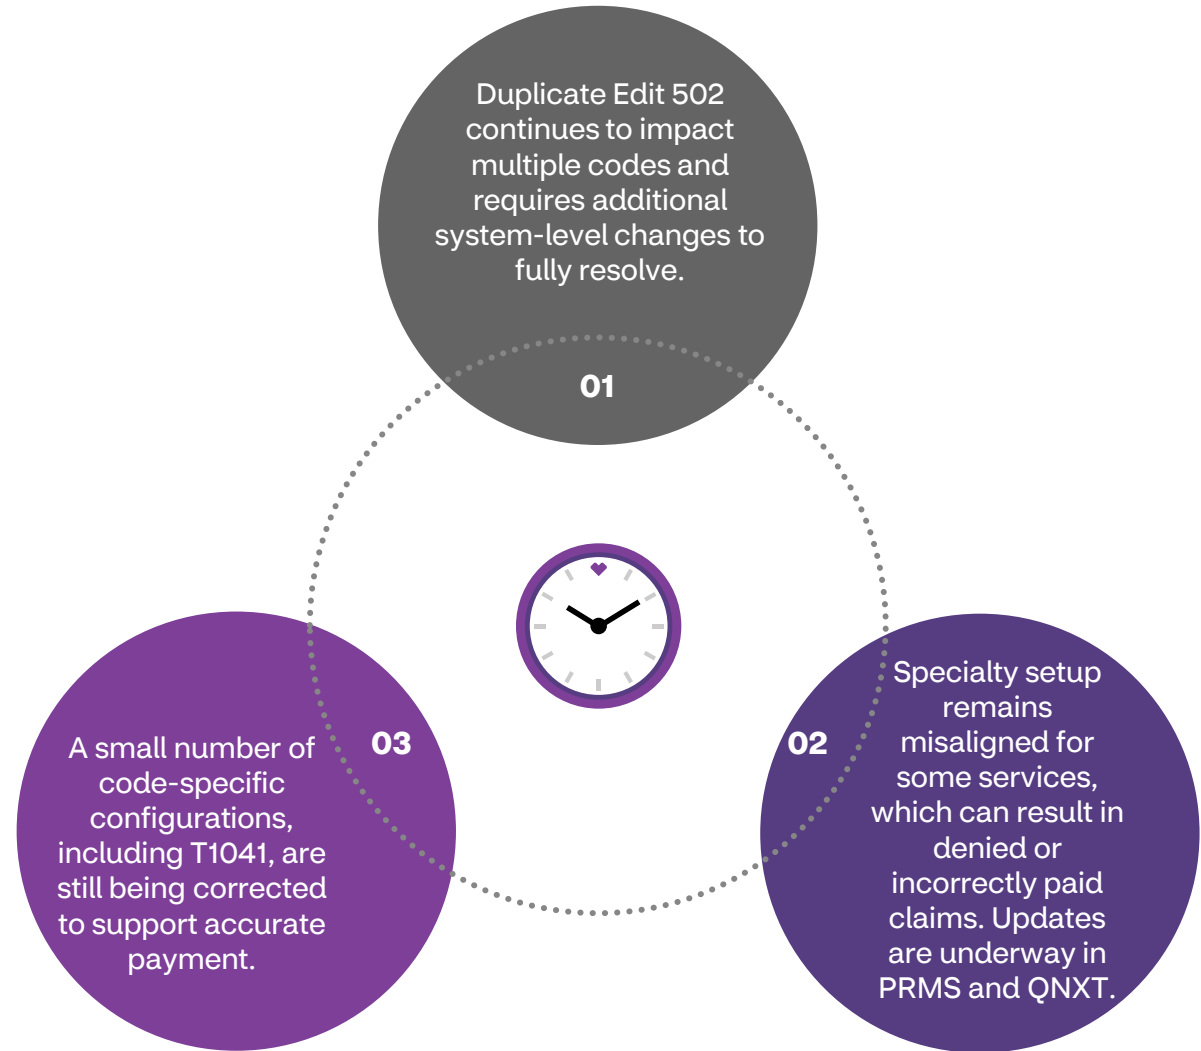 Duplicate Edit 502
continues to impact
multiple codes and
requires additional
system-level changes to
fully resolve.
01
Specialty setup
remains
misaligned for
some services,
which can result in
denied or
incorrectly paid
claims. Updates
are underway in
PRMS and QNXT.
02
A small number of
code-specific
configurations,
including T1041, are
still being corrected
to support accurate
payment.
03